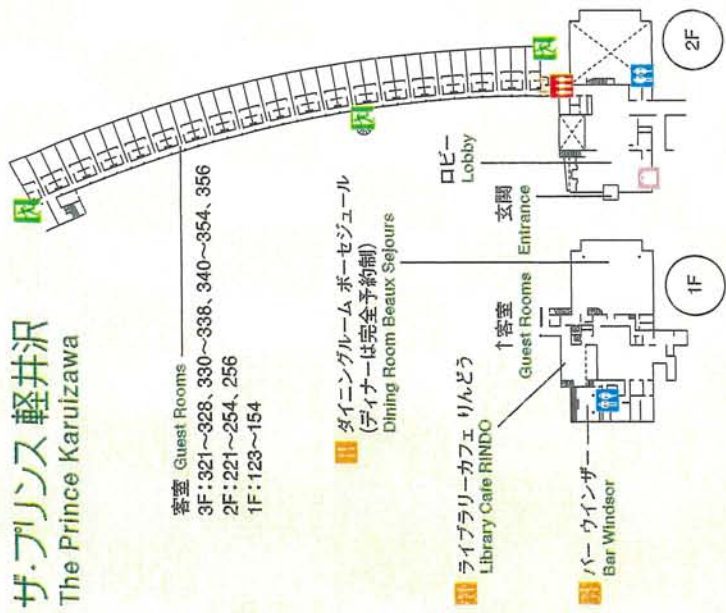 ザ・プリンス 軽井沢
The Prince Karuizawa
客室 Guest Rooms
3F：321～328、330～338、340～354、356
2F：221～254、256
1F：123～154
ダイニングルーム ボーセジュール
（ディナーは完全予約制）
Dining Room Beaux Sejours
ライブラリーカフェ りんどう
Library Cafe RINDO
バー ウインザー
Bar Windsor
↑客室
Guest Rooms
1F
ロビー
Lobby
玄関
Entrance
2F